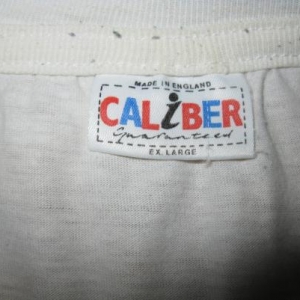 MADE IN ENGLAND
CALiBER
Guaranteed
EX. LARGE